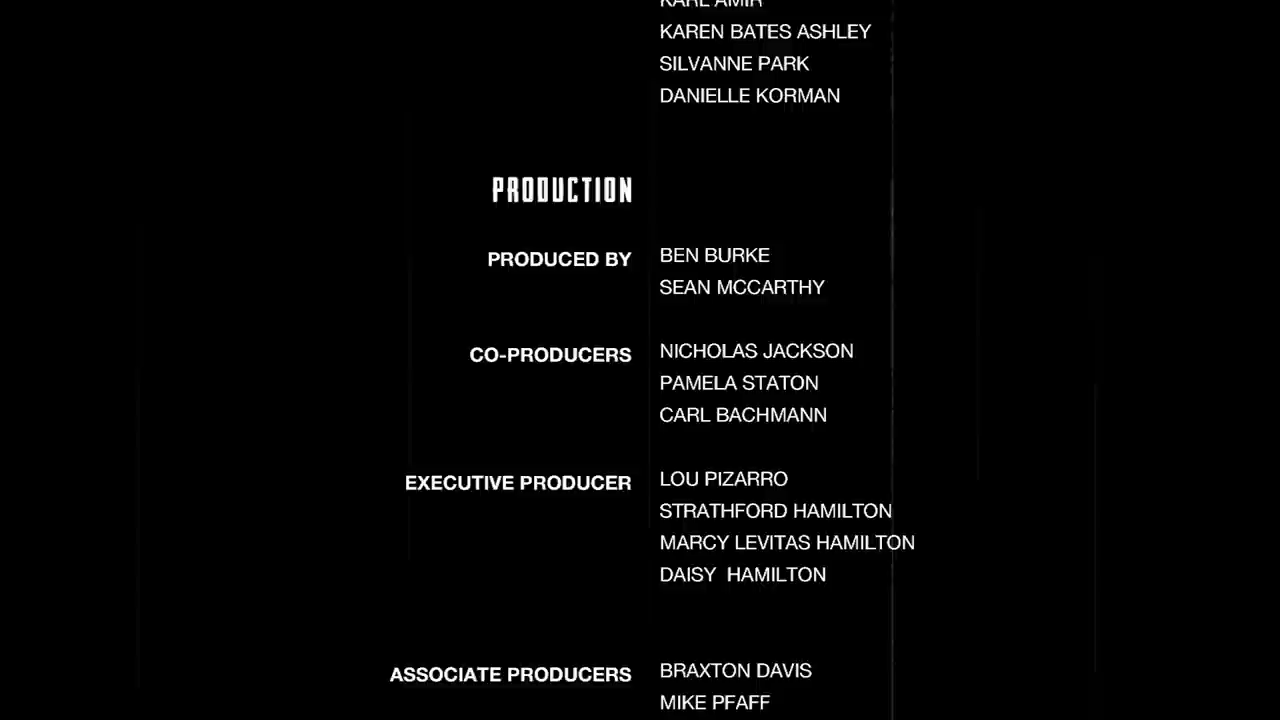 KARL AMIR
KAREN BATES ASHLEY
SILVANNE PARK
DANIELLE KORMAN
PRODUCTION
PRODUCED BY BEN BURKE
SEAN MCCARTHY
CO-PRODUCERS NICHOLAS JACKSON
PAMELA STATON
CARL BACHMANN
EXECUTIVE PRODUCER LOU PIZARRO
STRATHFORD HAMILTON
MARCY LEVITAS HAMILTON
DAISY HAMILTON
ASSOCIATE PRODUCERS BRAXTON DAVIS
MIKE PFAFF